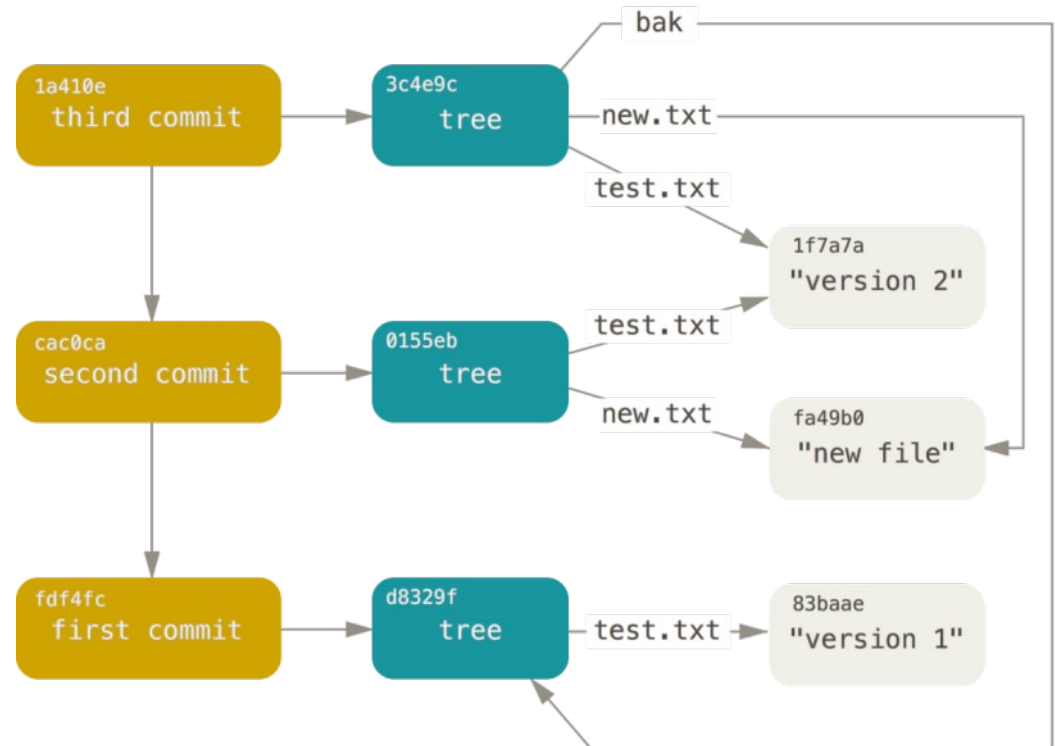 bak
1a410e
third commit
3c4e9c
tree
new.txt
test.txt
1f7a7a
"version 2"
cac0ca
second commit
0155eb
tree
test.txt
new.txt
fa49b0
"new file"
fdf4fc
first commit
d8329f
tree
test.txt
83baae
"version 1"